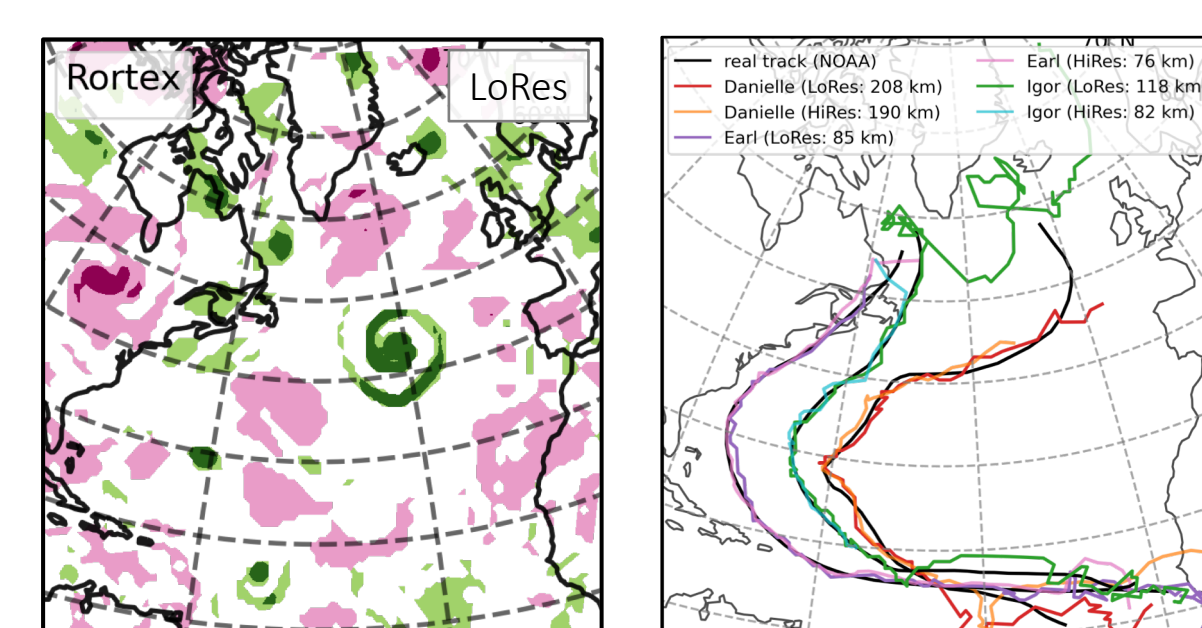 Rortex
LoRes
70°N
real track (NOAA)
Danielle (LoRes: 208 km)
Danielle (HiRes: 190 km)
Earl (LoRes: 85 km)
Earl (HiRes: 76 km)
Igor (LoRes: 118 km)
Igor (HiRes: 82 km)